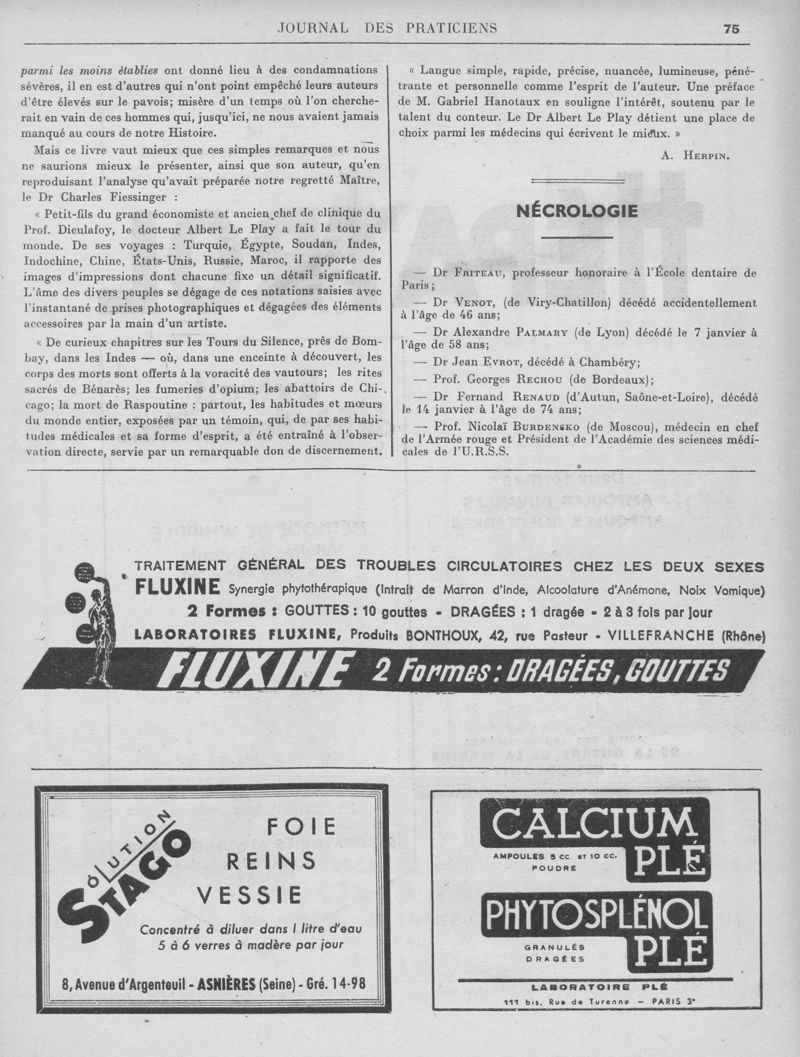 JOURNAL DES PRATICIENS 75
parmi les moins établies ont donné lieu à des condamnations
sévères, il en est d'autres qui n'ont point empêché leurs auteurs
d'être élevés sur le pavois; misère d'un temps où l'on cherche-
rait en vain de ces hommes qui, jusqu'ici, ne nous avaient jamais
manqué au cours de notre Histoire.
Mais ce livre vaut mieux que ces simples remarques et nous
ne saurions mieux le présenter, ainsi que son auteur, qu'en
reproduisant l'analyse qu'avait préparée notre regretté Maître,
le Dr Charles Fiessinger :
« Petit-fils du grand économiste et ancien chef de clinique du
Prof. Dieulafoy, le docteur Albert Le Play a fait le tour du
monde. De ses voyages : Turquie, Égypte, Soudan, Indes,
Indochine, Chine, États-Unis, Russie, Maroc, il rapporte des
images d'impressions dont chacune fixe un détail significatif.
L'âme des divers peuples se dégage de ces notations saisies avec
l'instantané de prises photographiques et dégagées des éléments
accessoires par la main d'un artiste.
« De curieux chapitres sur les Tours du Silence, près de Bom-
bay, dans les Indes — où, dans une enceinte à découvert, les
corps des morts sont offerts à la voracité des vautours; les rites
sacrés de Bénarès; les fumeries d'opium; les abattoirs de Chi-
cago; la mort de Raspoutine : partout, les habitudes et mœurs
du monde entier, exposées par un témoin, qui, de par ses habi-
tudes médicales et sa forme d'esprit, a été entraîné à l'obser-
vation directe, servie par un remarquable don de discernement.
« Langue simple, rapide, précise, nuancée, lumineuse, péné-
trante et personnelle comme l'esprit de l'auteur. Une préface
de M. Gabriel Hanotaux en souligne l'intérêt, soutenu par le
talent du conteur. Le Dr Albert Le Play détient une place de
choix parmi les médecins qui écrivent le mieux. »
A. HERPIN.
NÉCROLOGIE
— Dr FRITEAU, professeur honoraire à l'École dentaire de
Paris;
— Dr VENOT, (de Viry-Chatillon) décédé accidentellement
à l'âge de 46 ans;
— Dr Alexandre PALMARY (de Lyon) décédé le 7 janvier à
l'âge de 58 ans;
— Dr Jean EVROT, décédé à Chambéry;
— Prof. Georges RECHOU (de Bordeaux);
— Dr Fernand RENAUD (d'Autun, Saône-et-Loire), décédé
le 14 janvier à l'âge de 74 ans;
— Prof. Nicolaï BURDENSKO (de Moscou), médecin en chef
de l'Armée rouge et Président de l'Académie des sciences médi-
cales de l'U.R.S.S.
TRAITEMENT GÉNÉRAL DES TROUBLES CIRCULATOIRES CHEZ LES DEUX SEXES
FLUXINE Synergie phytothérapique (Intrait de Marron d'Inde, Alcoolature d'Anémone, Noix Vomique)
2 Formes : GOUTTES : 10 gouttes - DRAGÉES : 1 dragée - 2 à 3 fois par jour
LABORATOIRES FLUXINE, Produits BONTHOUX, 42, rue Pasteur - VILLEFRANCHE (Rhône)
FLUXINE 2 Formes : DRAGÉES, GOUTTES
SOLUTION
STAGO
FOIE
REINS
VESSIE
Concentré à diluer dans 1 litre d'eau
5 à 6 verres à madère par jour
8, Avenue d'Argenteuil - ASNIÈRES (Seine) - Gré. 14-98
CALCIUM
AMPOULES 5 CC. ET 10 CC.
POUDRE
PLÉ
PHYTOSPLÉNOL
GRANULÉS
DRAGÉES
PLÉ
LABORATOIRE PLÉ
111 bis, Rue de Turenne — PARIS 3e